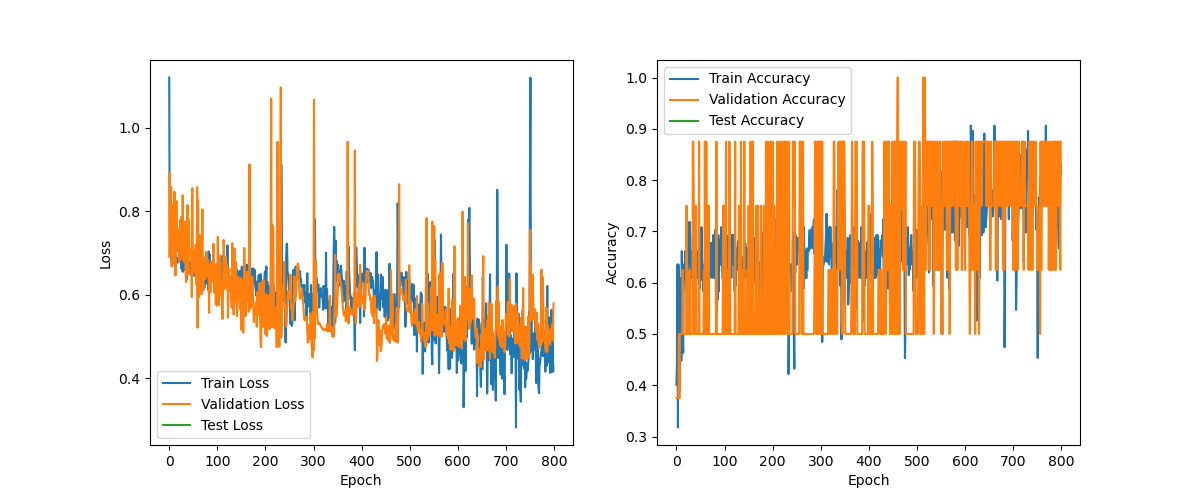 1.0
0.8
0.6
0.4
Loss
0 100 200 300 400 500 600 700 800
Epoch
Train Loss
Validation Loss
Test Loss
1.0
0.9
0.8
0.7
0.6
0.5
0.4
0.3
Accuracy
0 100 200 300 400 500 600 700 800
Epoch
Train Accuracy
Validation Accuracy
Test Accuracy